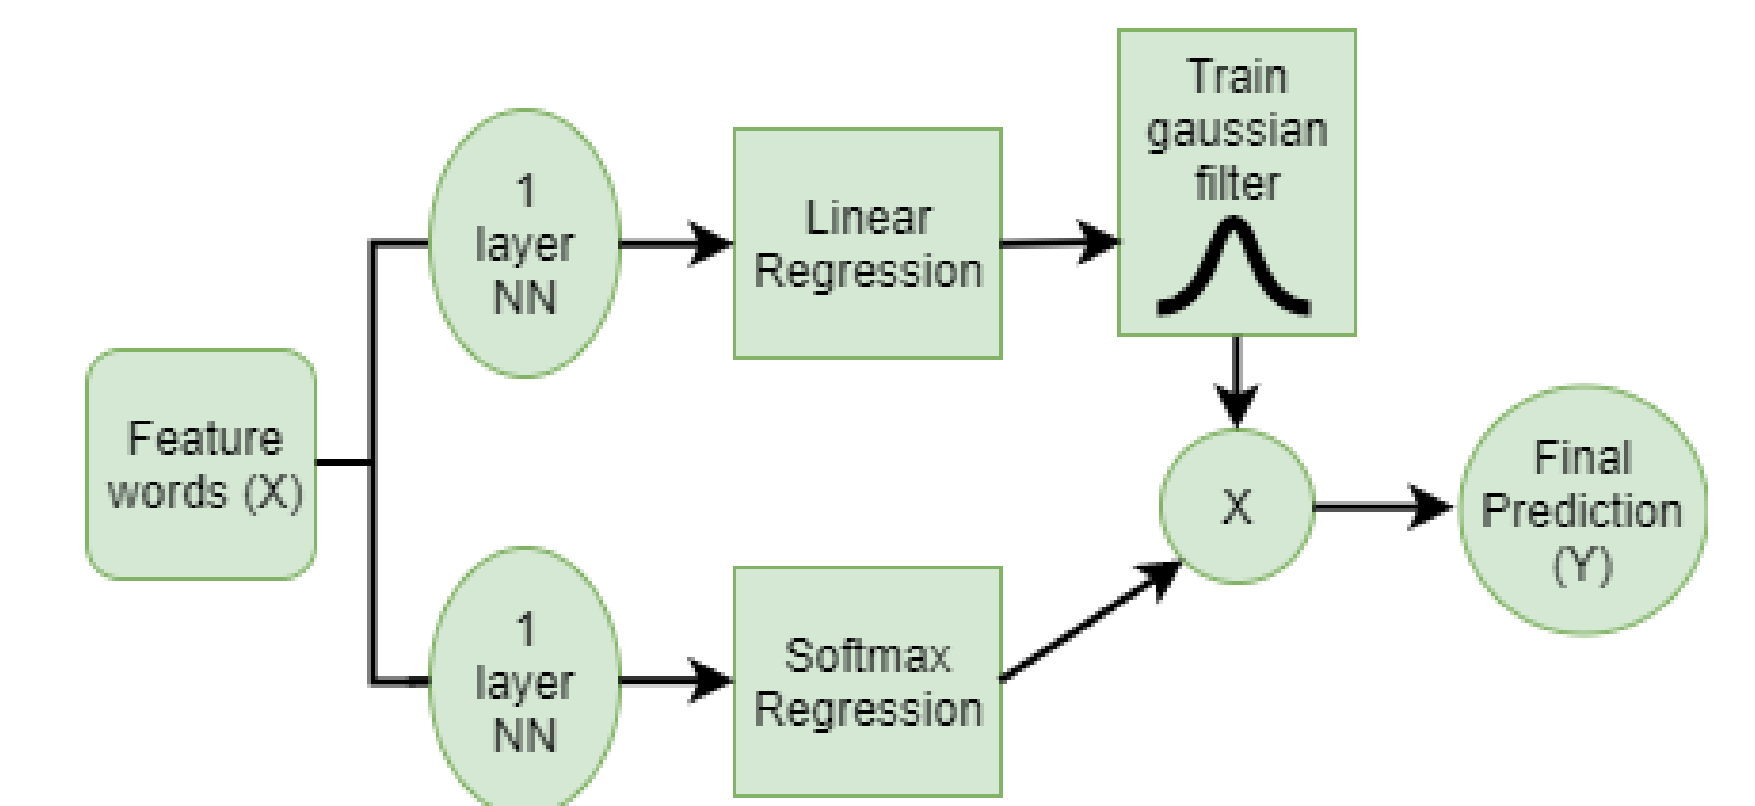 Feature
words (X)
1
layer
NN
Linear
Regression
Train
gaussian
filter
1
layer
NN
Softmax
Regression
X
Final
Prediction
(Y)